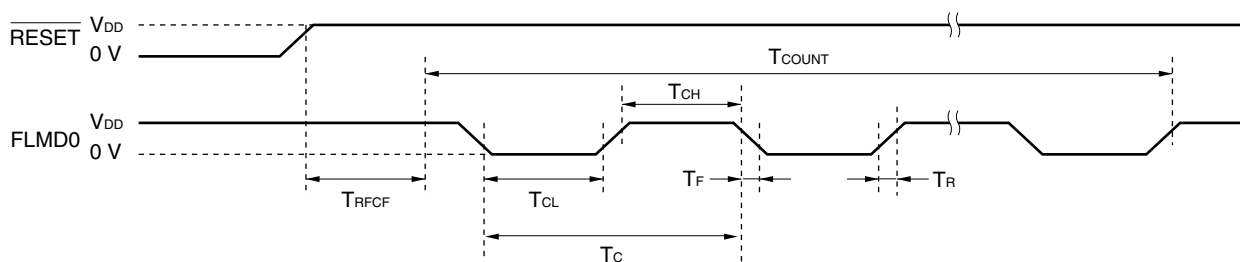 RESET
VDD
0 V
TCOUNT
TCH
FLMD0
VDD
0 V
TF
TR
TRFCF
TCL
TC